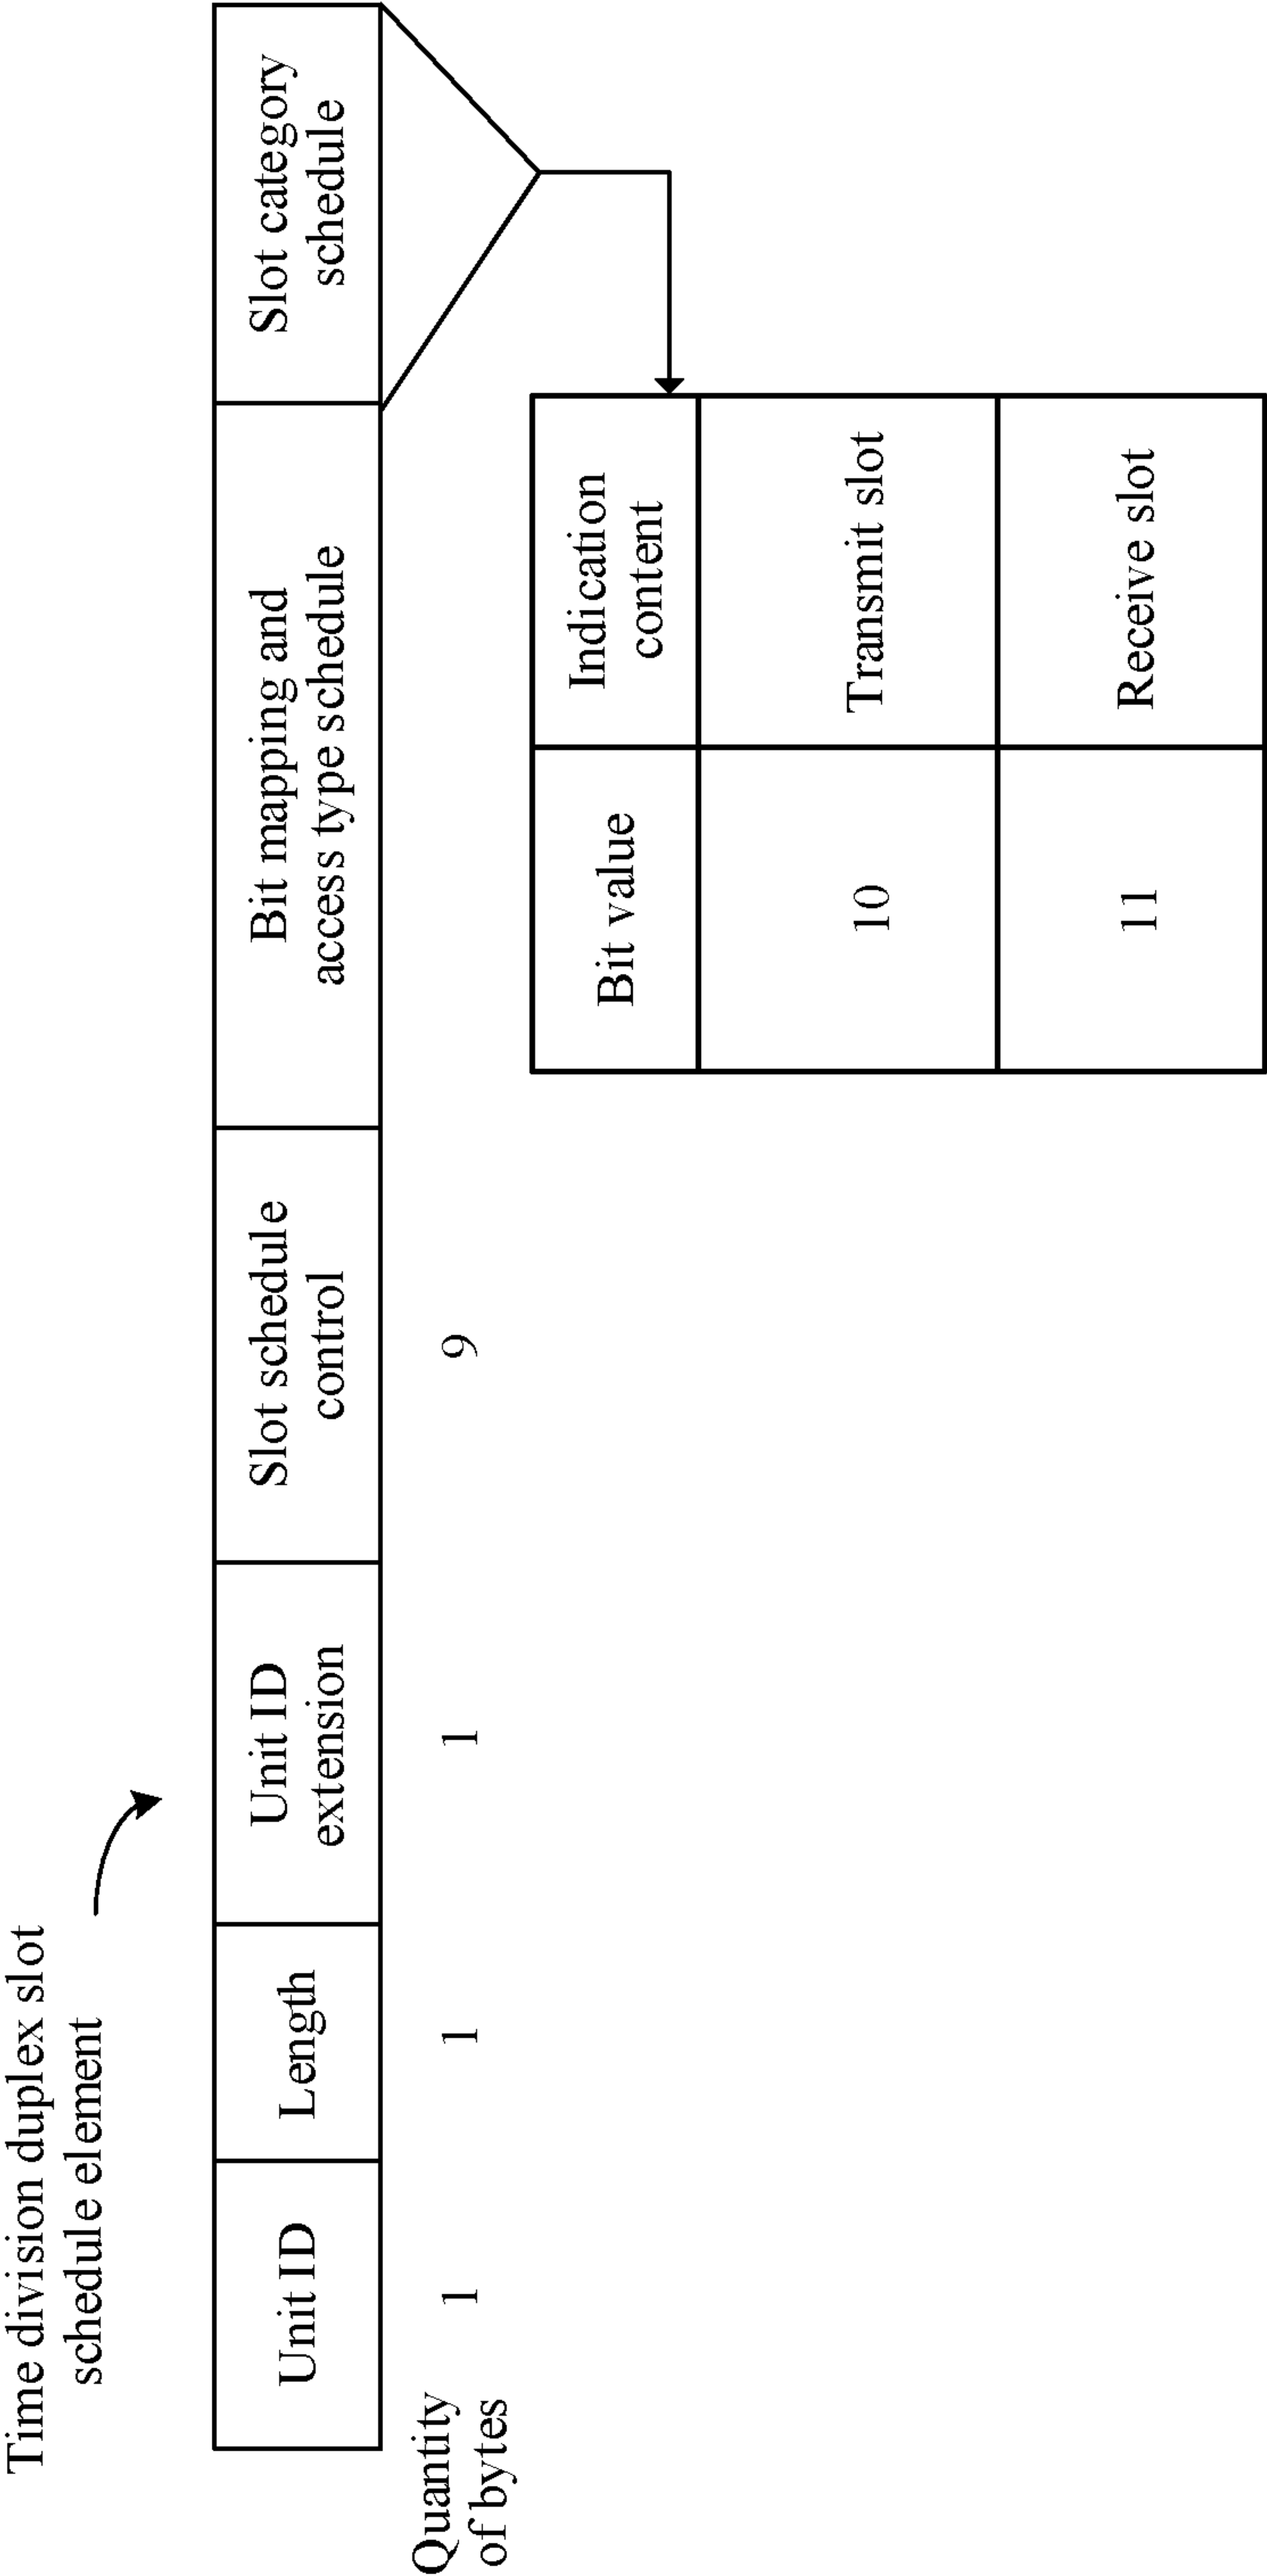 Time division duplex slot
schedule element
Unit ID
Length
Unit ID
extension
Slot schedule
control
Bit mapping and
access type schedule
Slot category
schedule
Quantity
of bytes
1
1
1
9
Bit value
Indication
content
10
Transmit slot
11
Receive slot